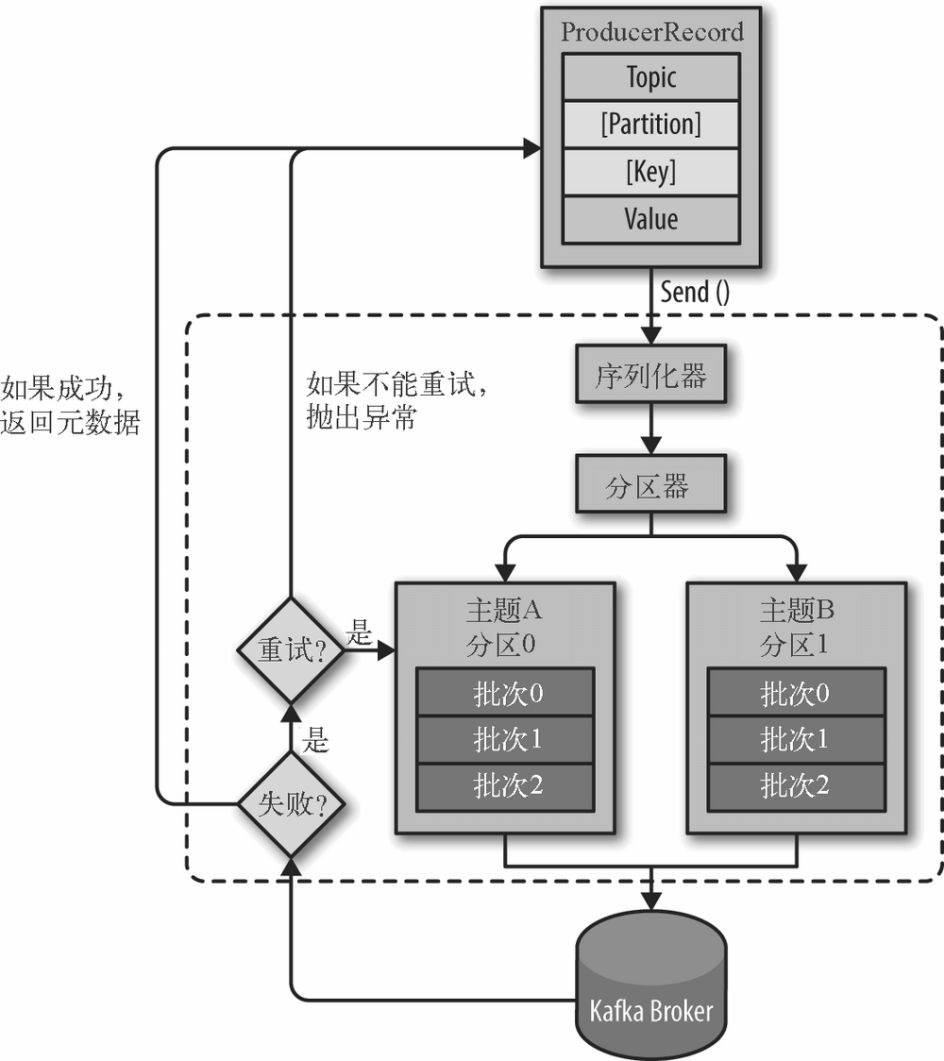 ProducerRecord
Topic
[Partition]
[Key]
Value
Send ()
序列化器
如果成功，
返回元数据
如果不能重试，
抛出异常
分区器
主题A
分区0
批次0
批次1
批次2
主题B
分区1
批次0
批次1
批次2
重试?
是
是
失败?
Kafka Broker